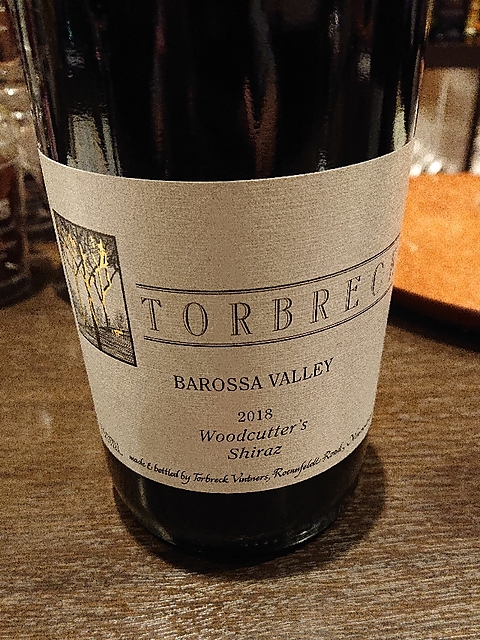 TORBRECK
BAROSSA VALLEY
2018
Woodcutter's
Shiraz
made & bottled by Torbreck Vintners, Roennfeldt Road,